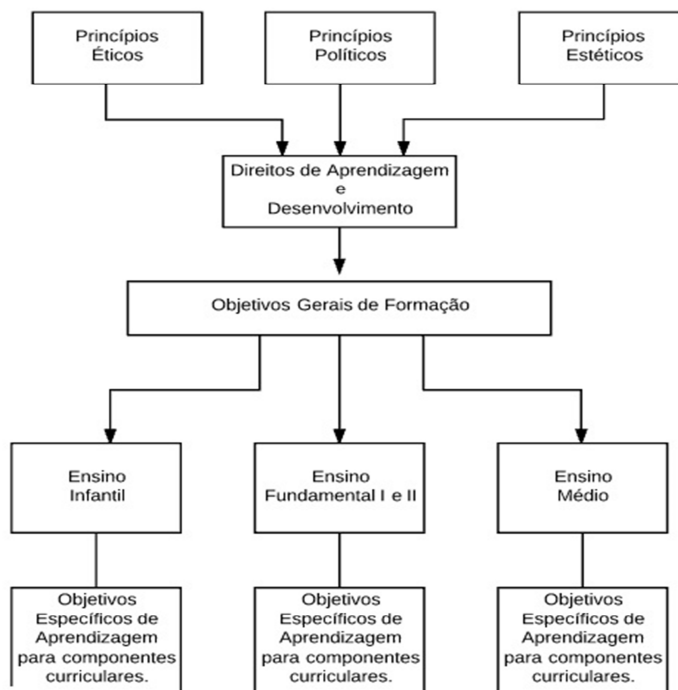 Princípios
Éticos
Princípios
Políticos
Princípios
Estéticos
Direitos de Aprendizagem
e
Desenvolvimento
Objetivos Gerais de Formação
Ensino
Infantil
Ensino
Fundamental I e II
Ensino
Médio
Objetivos
Específicos de
Aprendizagem
para componentes
curriculares.
Objetivos
Específicos de
Aprendizagem
para componentes
curriculares.
Objetivos
Específicos de
Aprendizagem
para componentes
curriculares.